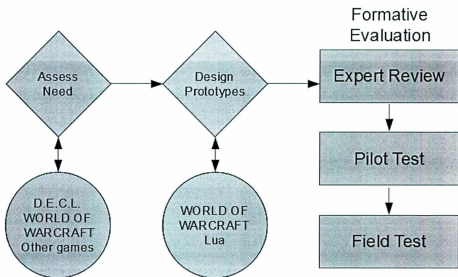 Formative
Evaluation
Assess
Need
Design
Prototypes
Expert Review
Pilot Test
Field Test
D.E.C.L.
WORLD OF
WARCRAFT
Other games
WORLD OF
WARCRAFT
Lua